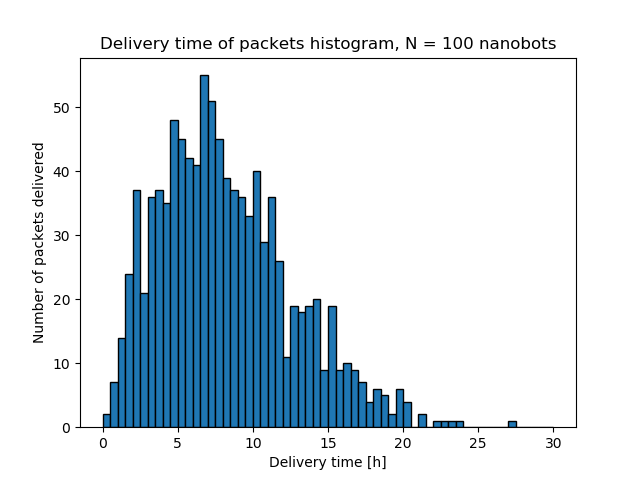 Delivery time of packets histogram, N = 100 nanobots
Number of packets delivered
50
40
30
20
10
0
0 5 10 15 20 25 30
Delivery time [h]